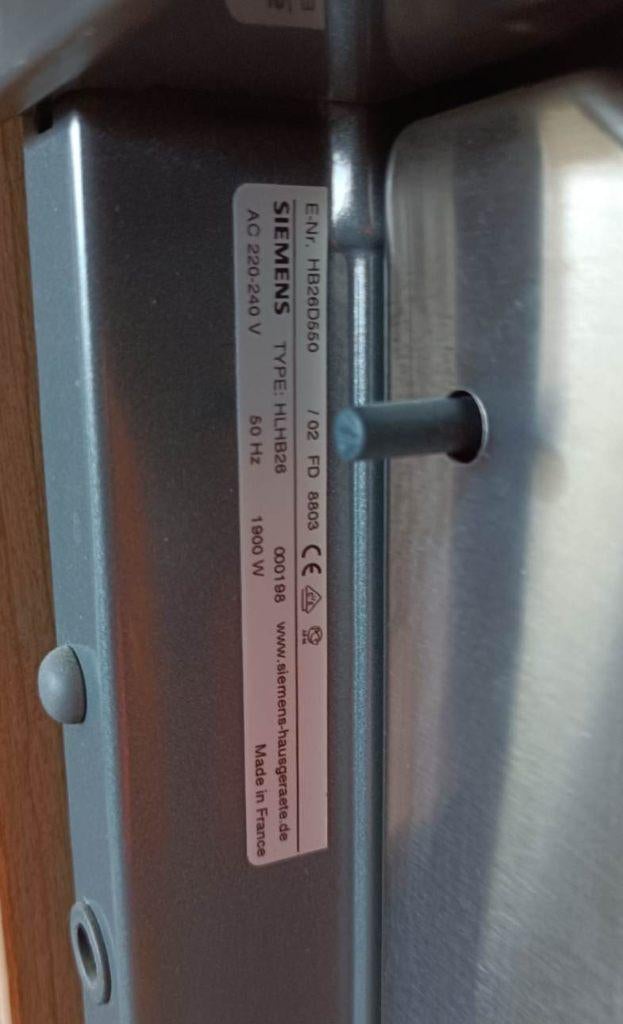 E-Nr. HB26D550 / 02 FD 8803 CE
SIEMENS TYPE: HLHB26 000198 www.siemens-hausgeraete.de
AC 220-240 V 50 Hz 1900 W Made in France